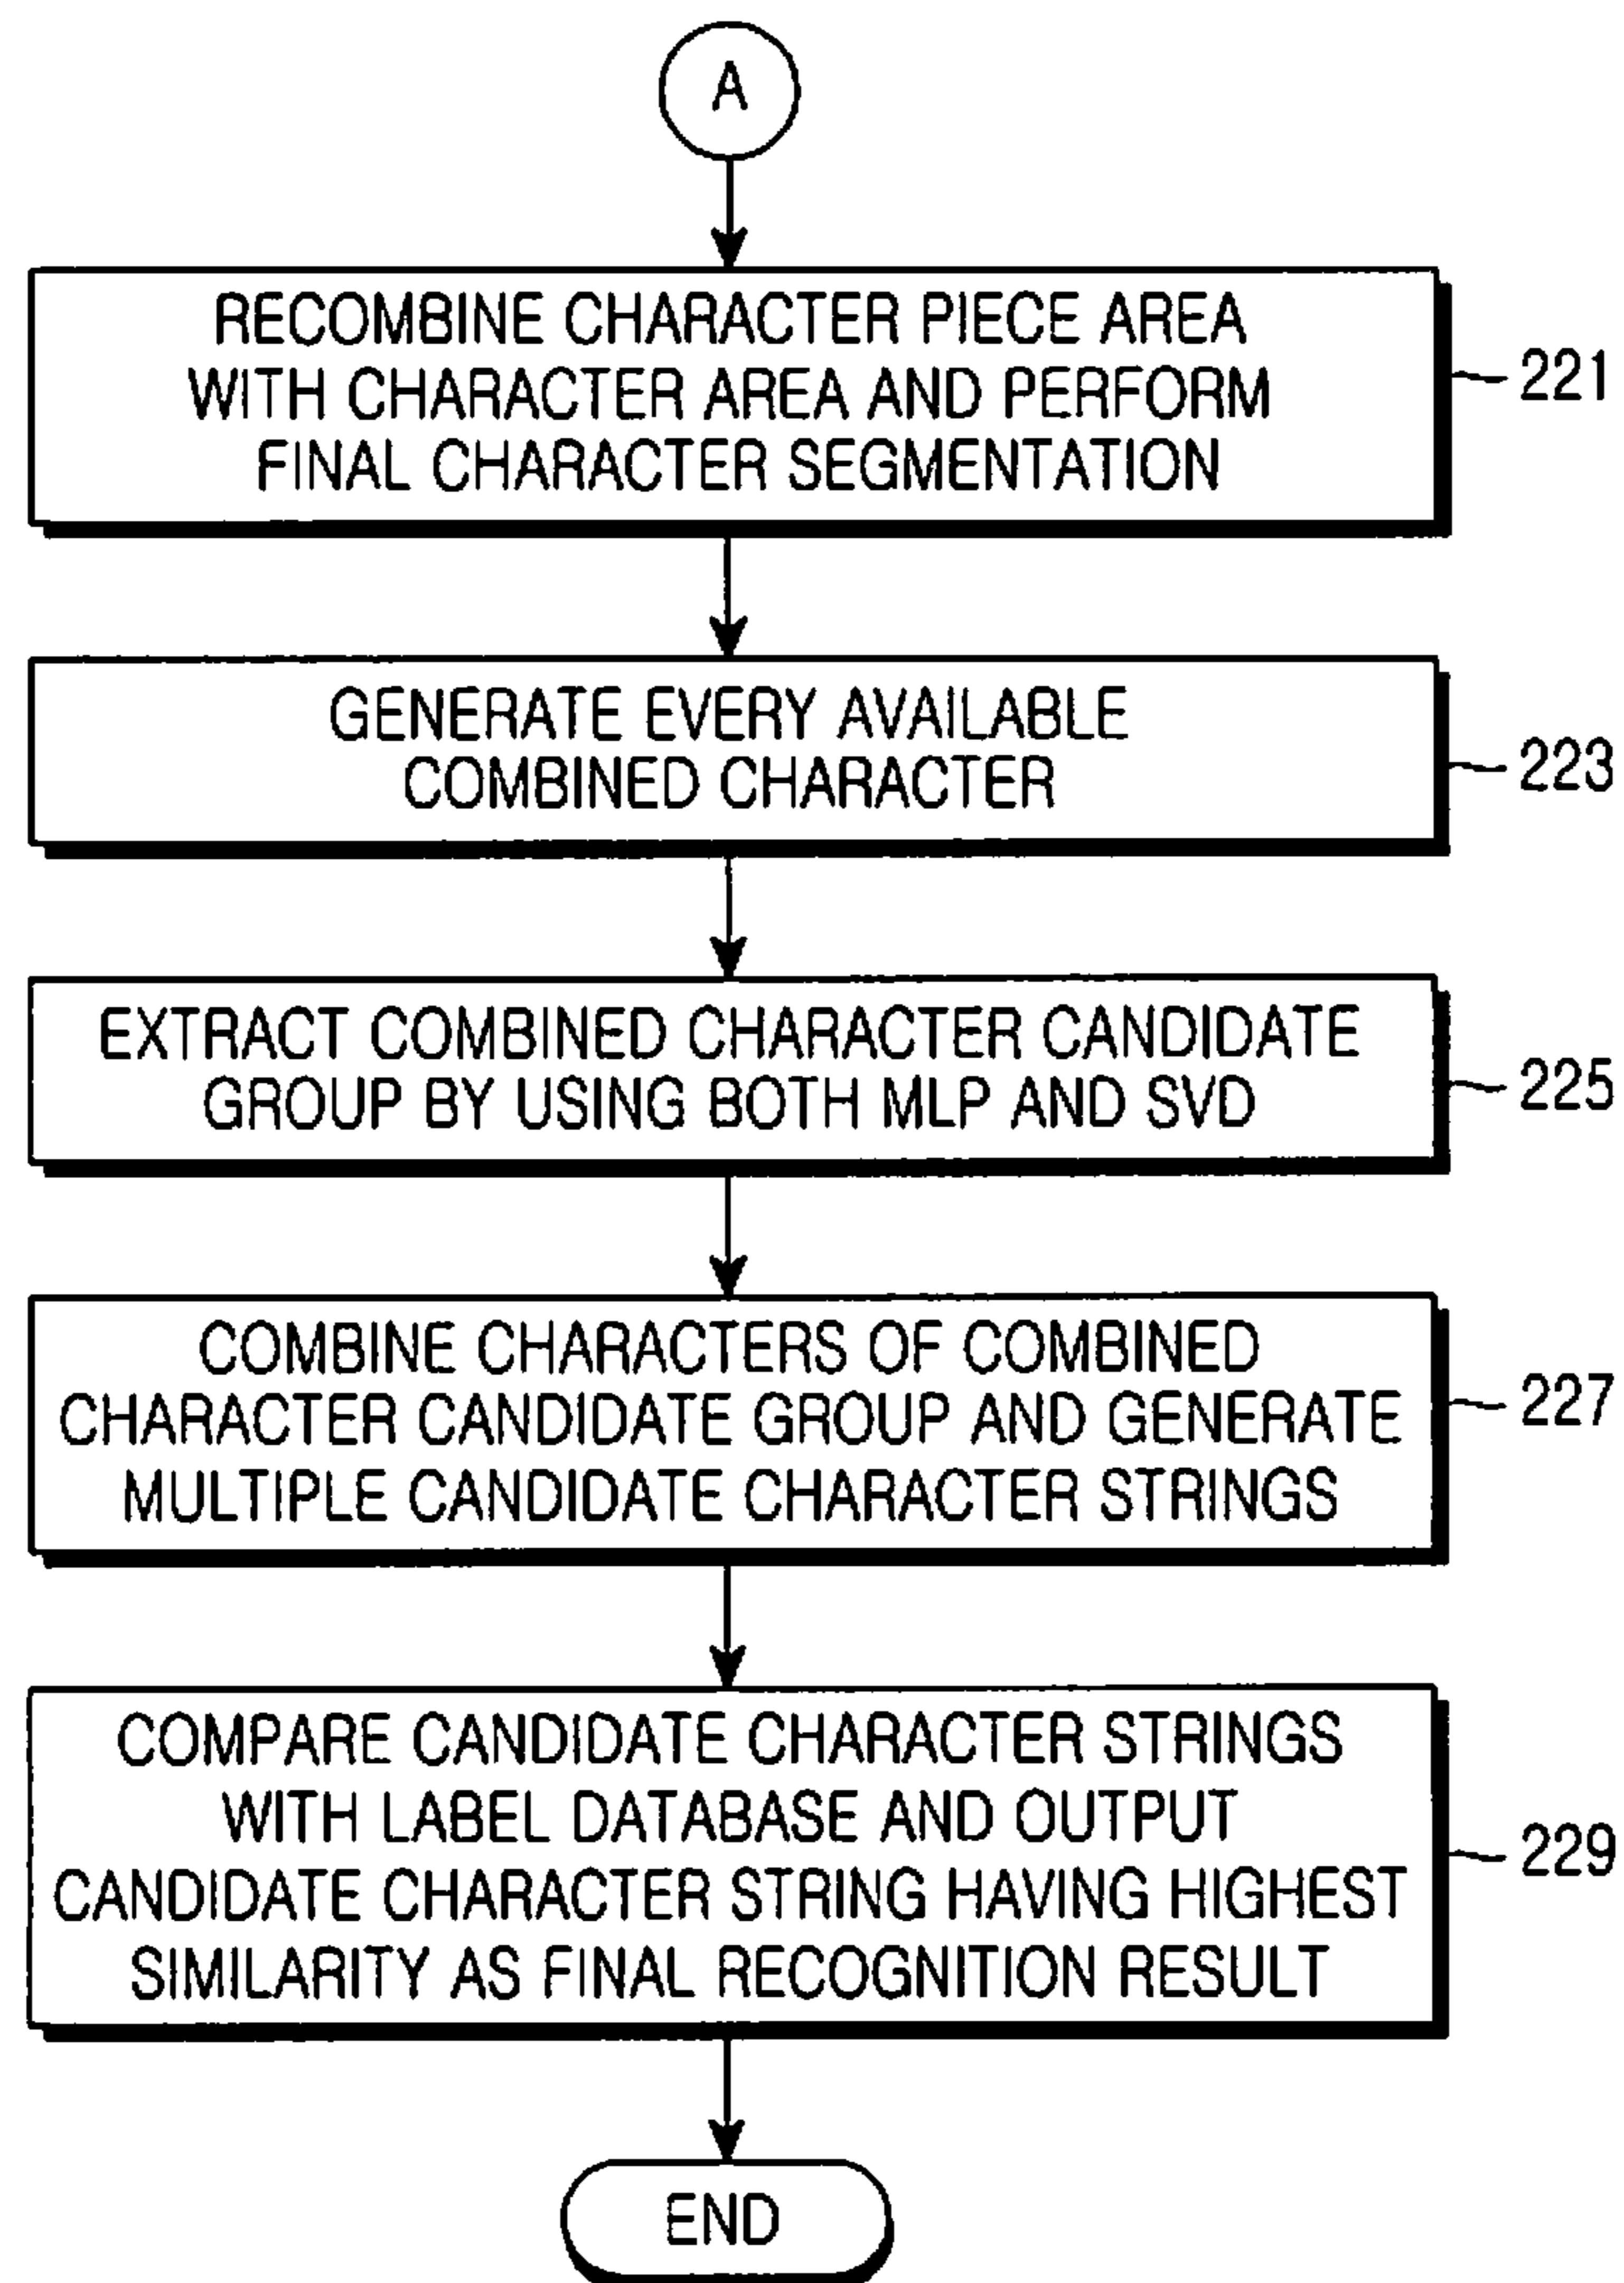 A
RECOMBINE CHARACTER PIECE AREA
WITH CHARACTER AREA AND PERFORM
FINAL CHARACTER SEGMENTATION
221
GENERATE EVERY AVAILABLE
COMBINED CHARACTER
223
EXTRACT COMBINED CHARACTER CANDIDATE
GROUP BY USING BOTH MLP AND SVD
225
COMBINE CHARACTERS OF COMBINED
CHARACTER CANDIDATE GROUP AND GENERATE
MULTIPLE CANDIDATE CHARACTER STRINGS
227
COMPARE CANDIDATE CHARACTER STRINGS
WITH LABEL DATABASE AND OUTPUT
CANDIDATE CHARACTER STRING HAVING HIGHEST
SIMILARITY AS FINAL RECOGNITION RESULT
229
END